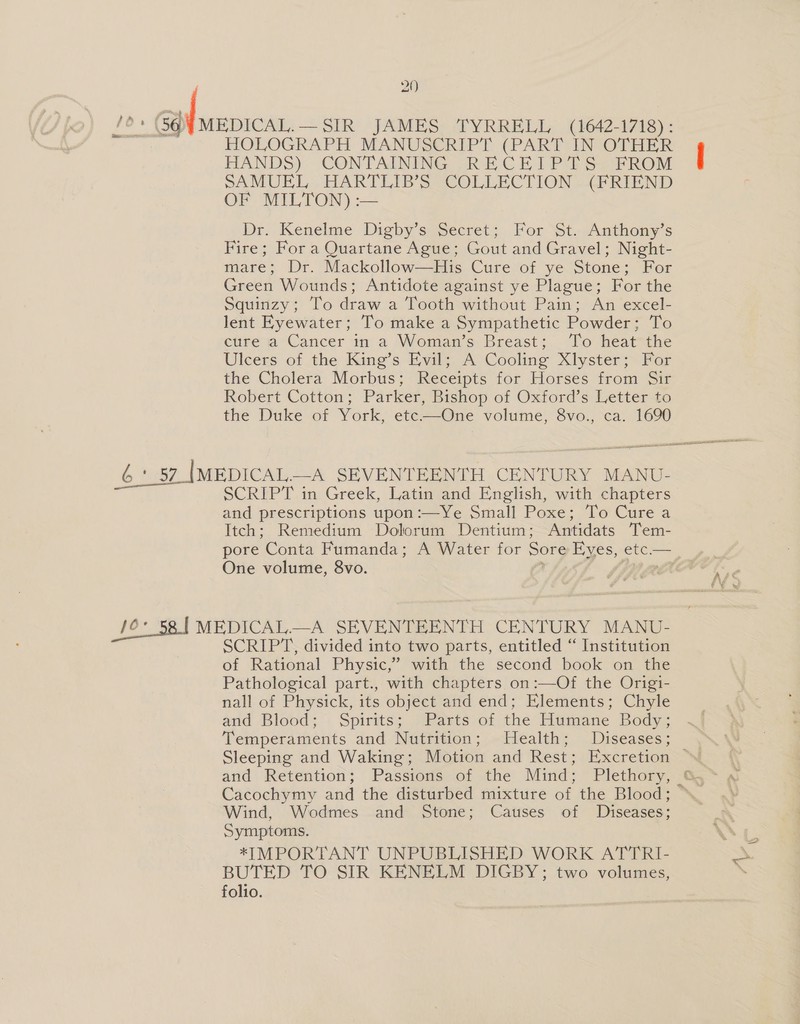 20
10 · 56 MEDICAL.—SIR JAMES TYRRELL (1642-1718):
HOLOGRAPH MANUSCRIPT (PART IN OTHER
HANDS) CONTAINING RECEIPTS FROM
SAMUEL HARTLIB'S COLLECTION (FRIEND
OF MILTON):—
Dr. Kenelme Digby's Secret; For St. Anthony's
Fire; For a Quartane Ague; Gout and Gravel; Night-
mare; Dr. Mackollow—His Cure of ye Stone; For
Green Wounds; Antidote against ye Plague; For the
Squinzy; To draw a Tooth without Pain; An excel-
lent Eyewater; To make a Sympathetic Powder; To
cure a Cancer in a Woman's Breast; To heat the
Ulcers of the King's Evil; A Cooling Xlyster; For
the Cholera Morbus; Receipts for Horses from Sir
Robert Cotton; Parker, Bishop of Oxford's Letter to
the Duke of York, etc.—One volume, 8vo., ca. 1690
6 · 57 MEDICAL.—A SEVENTEENTH CENTURY MANU-
SCRIPT in Greek, Latin and English, with chapters
and prescriptions upon:—Ye Small Poxe; To Cure a
Itch; Remedium Dolorum Dentium; Antidats Tem-
pore Conta Fumanda; A Water for Sore Eyes, etc.—
One volume, 8vo.
10 · 58 MEDICAL.—A SEVENTEENTH CENTURY MANU-
SCRIPT, divided into two parts, entitled “ Institution
of Rational Physic,” with the second book on the
Pathological part., with chapters on:—Of the Origi-
nall of Physick, its object and end; Elements; Chyle
and Blood; Spirits; Parts of the Humane Body;
Temperaments and Nutrition; Health; Diseases;
Sleeping and Waking; Motion and Rest; Excretion
and Retention; Passions of the Mind; Plethory,
Cacochymy and the disturbed mixture of the Blood;
Wind, Wodmes and Stone; Causes of Diseases;
Symptoms.
*IMPORTANT UNPUBLISHED WORK ATTRI-
BUTED TO SIR KENELM DIGBY; two volumes,
folio.